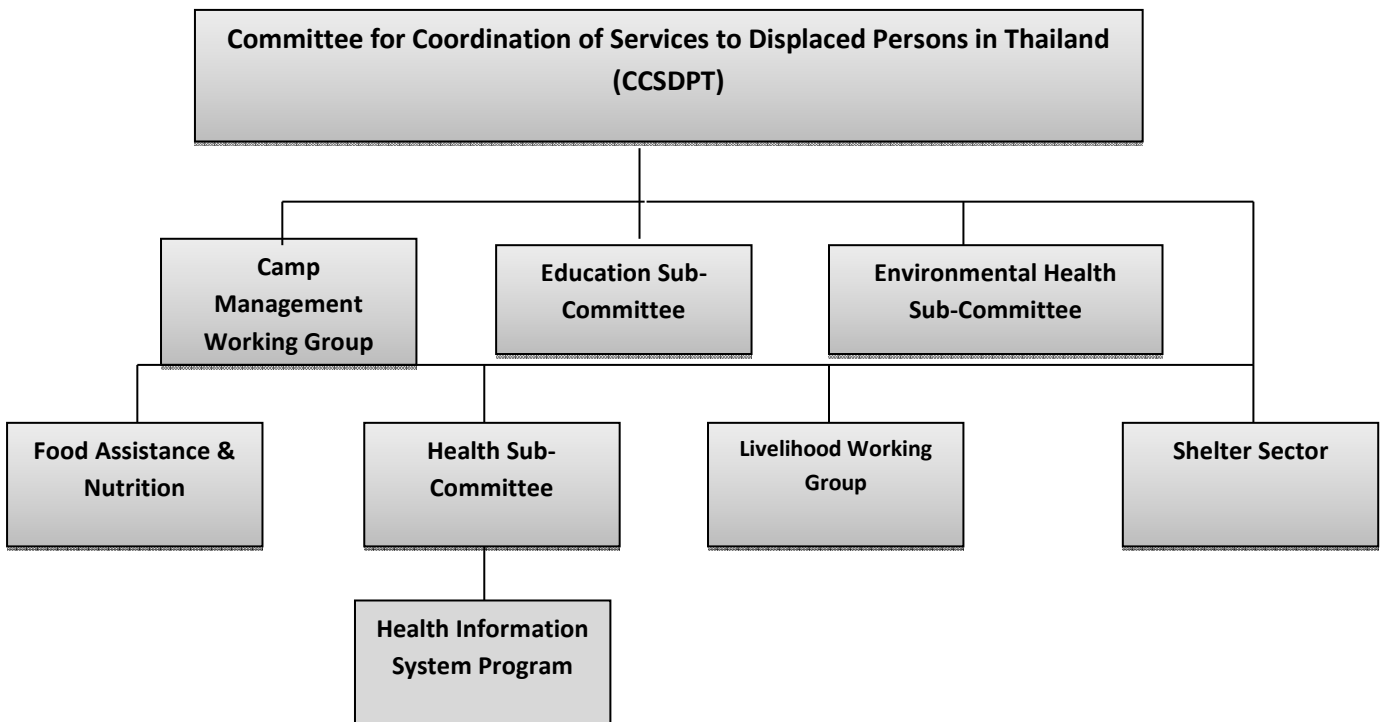 Committee for Coordination of Services to Displaced Persons in Thailand
(CCSDPT)
Camp
Management
Working Group
Education Sub-
Committee
Environmental Health
Sub-Committee
Food Assistance &
Nutrition
Health Sub-
Committee
Livelihood Working
Group
Shelter Sector
Health Information
System Program